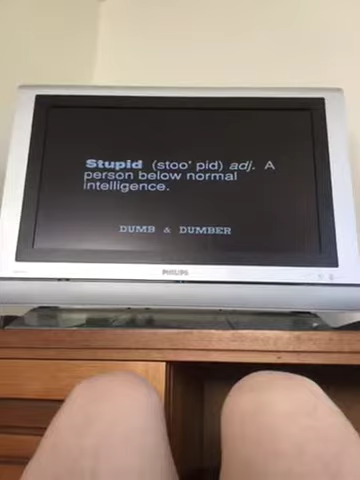 Stupid (stoo' pid) adj. A
person below normal
intelligence.
DUMB & DUMBER
PHILIPS